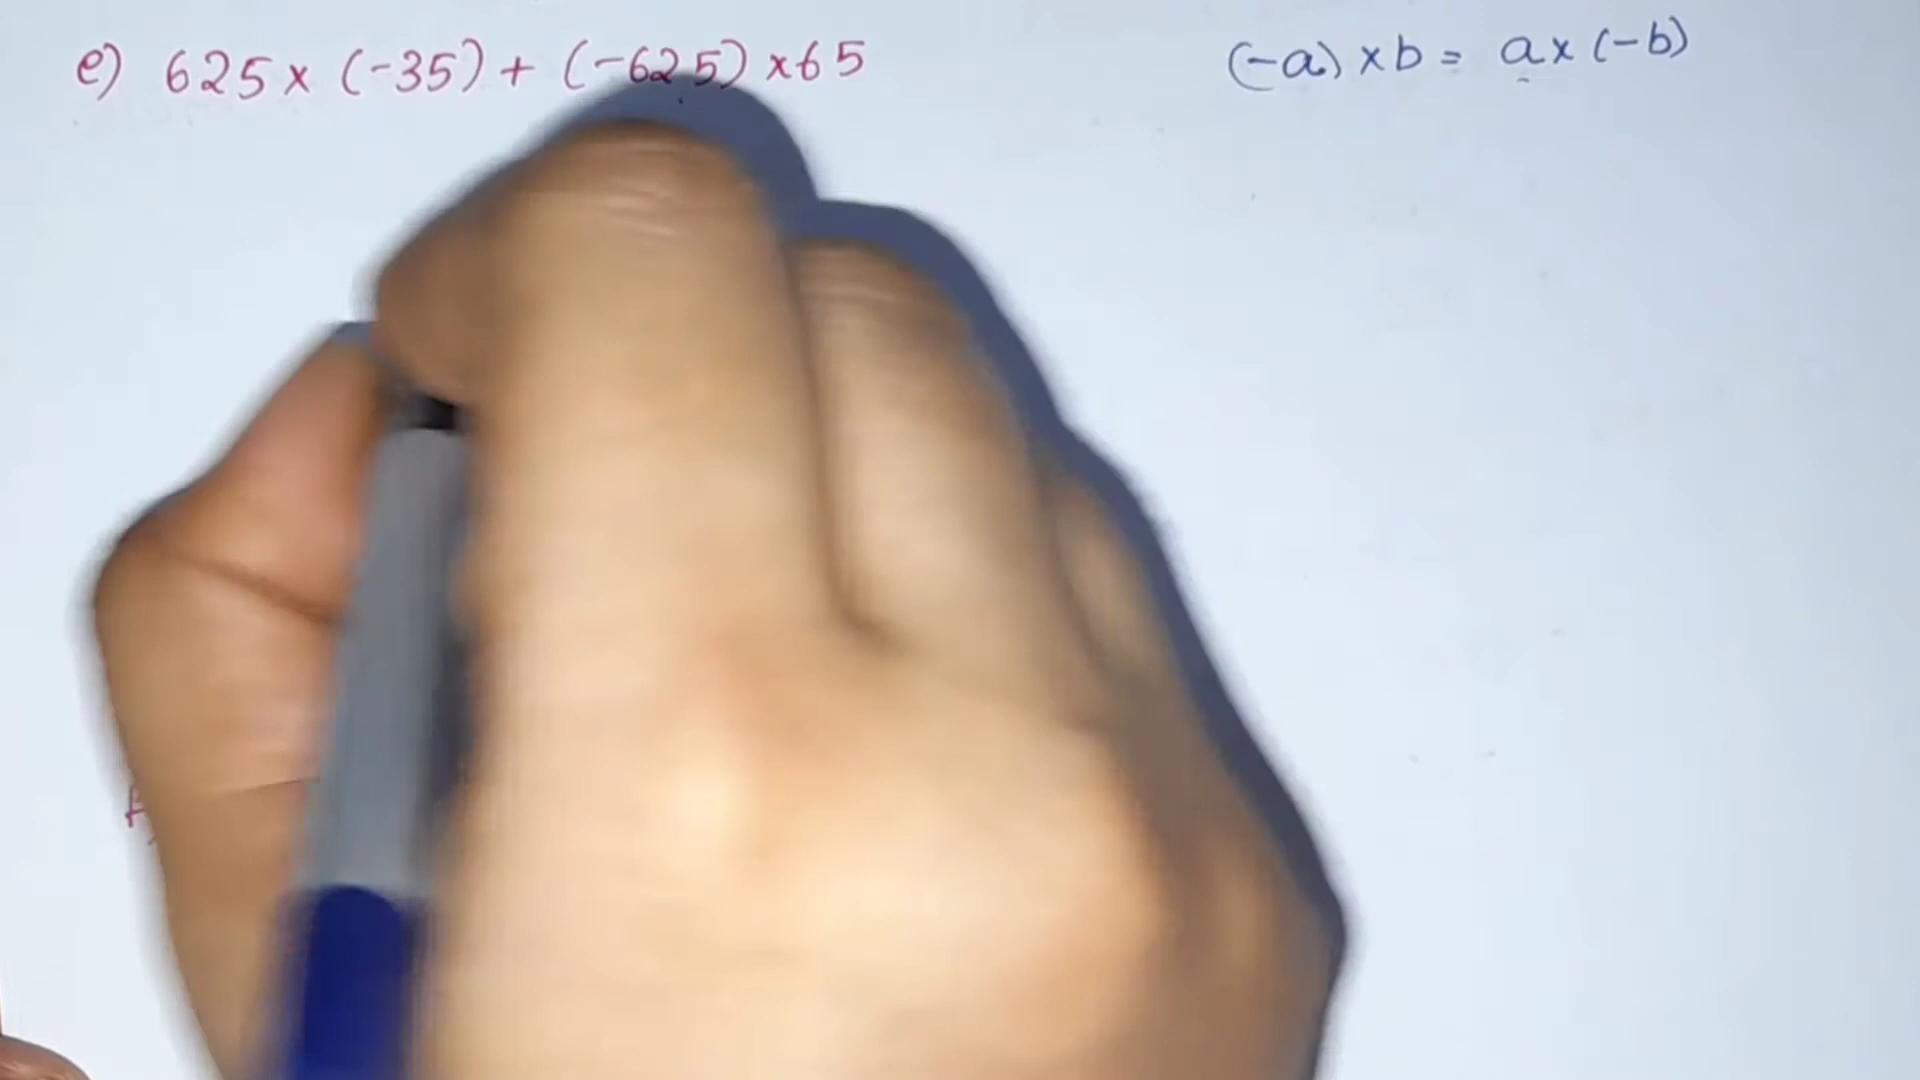 e) 625 × (-35) + (-625) × 65
(-a) × b = a × (-b)